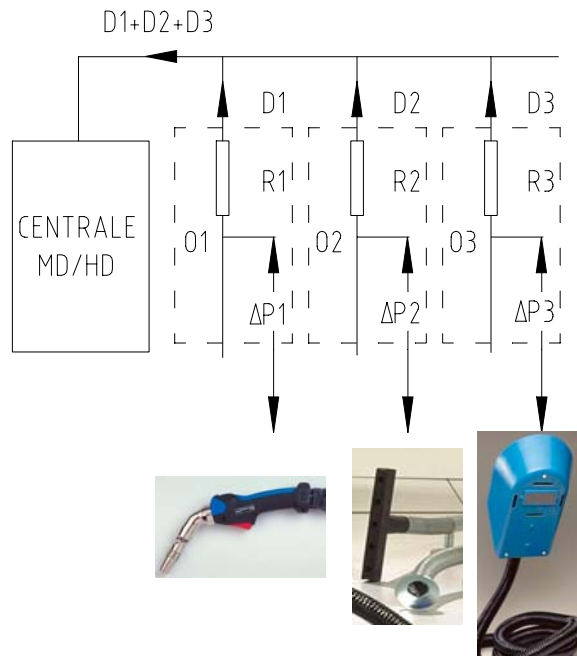 D1+D2+D3
D1 D2 D3
R1 R2 R3
CENTRALE
MD/HD
O1 O2 O3
ΔP1 ΔP2 ΔP3